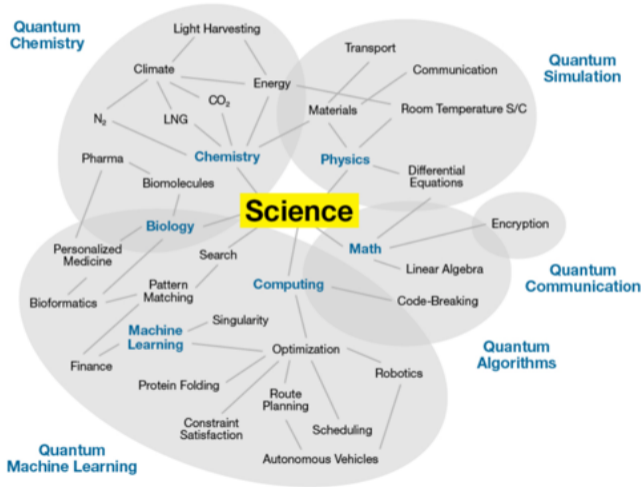 Quantum
Chemistry
Light Harvesting
Climate
Energy
CO₂
N₂
LNG
Chemistry
Pharma
Biomolecules
Transport
Communication
Materials
Room Temperature S/C
Physics
Differential
Equations
Quantum
Simulation
Science
Biology
Search
Personalized
Medicine
Pattern
Matching
Bioformatics
Computing
Math
Encryption
Linear Algebra
Code-Breaking
Quantum
Communication
Machine
Learning
Singularity
Finance
Optimization
Robotics
Protein Folding
Route
Planning
Constraint
Satisfaction
Scheduling
Autonomous Vehicles
Quantum
Algorithms
Quantum
Machine Learning